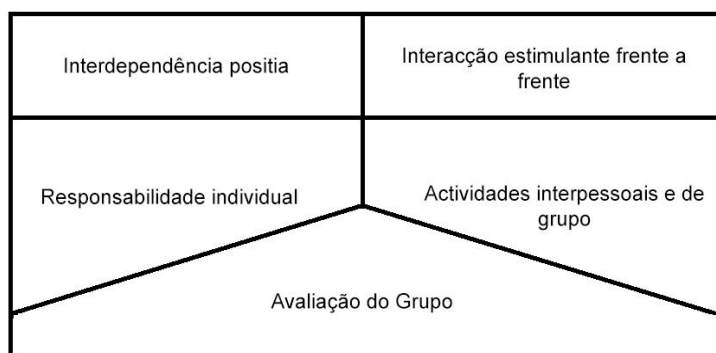 Interdependência positia
Interacção estimulante frente a
frente
Responsabilidade individual
Actividades interpessoais e de
grupo
Avaliação do Grupo